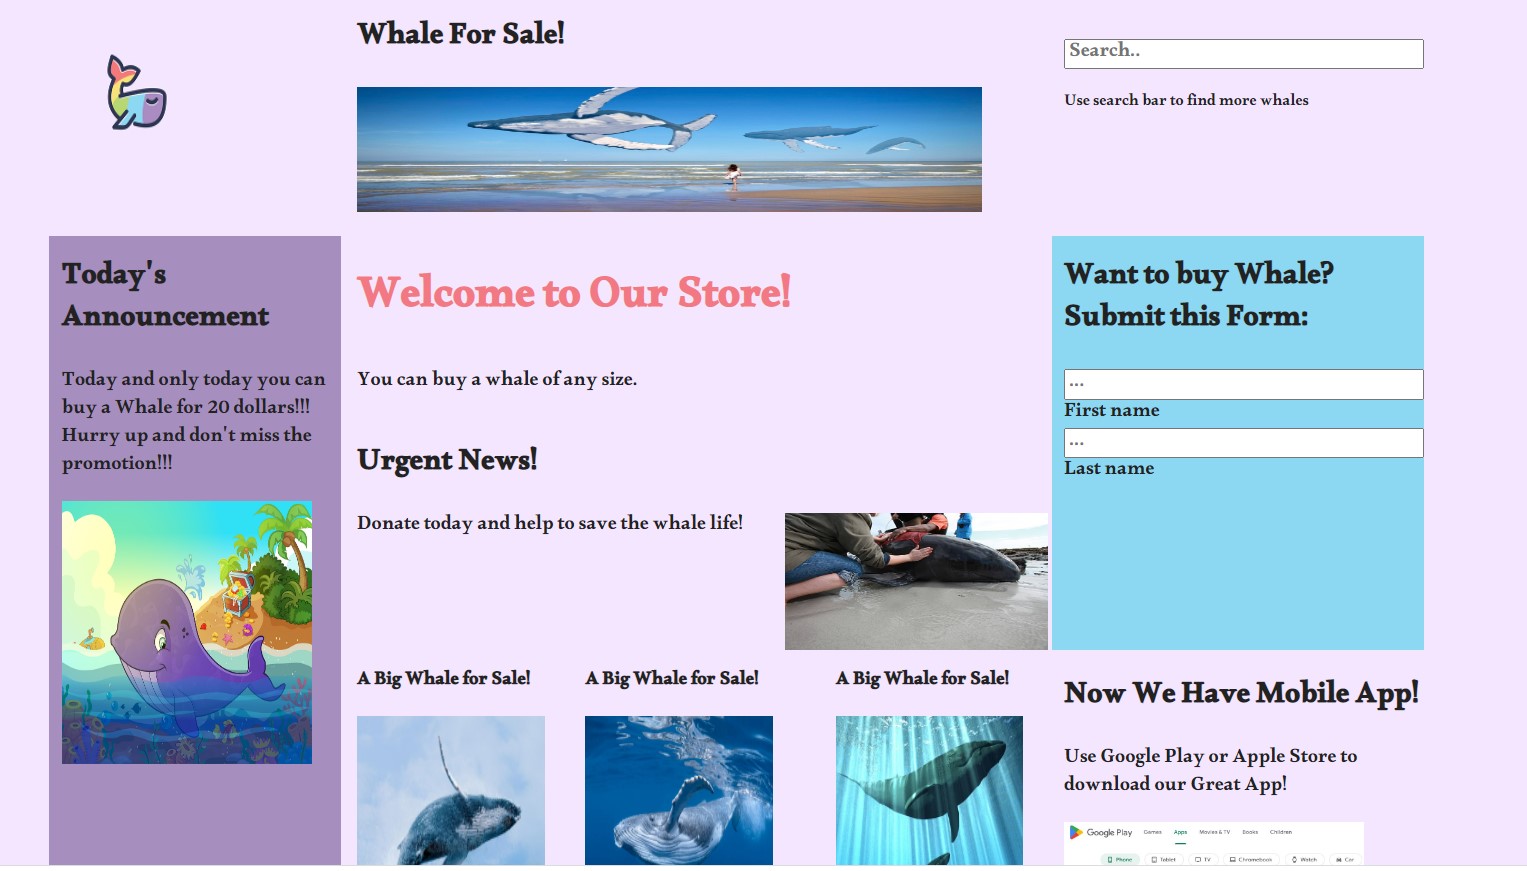 Whale For Sale!
Search..
Use search bar to find more whales
Today's
Announcement
Today and only today you can
buy a Whale for 20 dollars!!!
Hurry up and don't miss the
promotion!!!
Welcome to Our Store!
You can buy a whale of any size.
Urgent News!
Donate today and help to save the whale life!
Want to buy Whale?
Submit this Form:
...
First name
...
Last name
A Big Whale for Sale!
A Big Whale for Sale!
A Big Whale for Sale!
Now We Have Mobile App!
Use Google Play or Apple Store to
download our Great App!
Google Play Games Apps Movies & TV Books Children
Phone Tablet TV Chromebook Watch Car